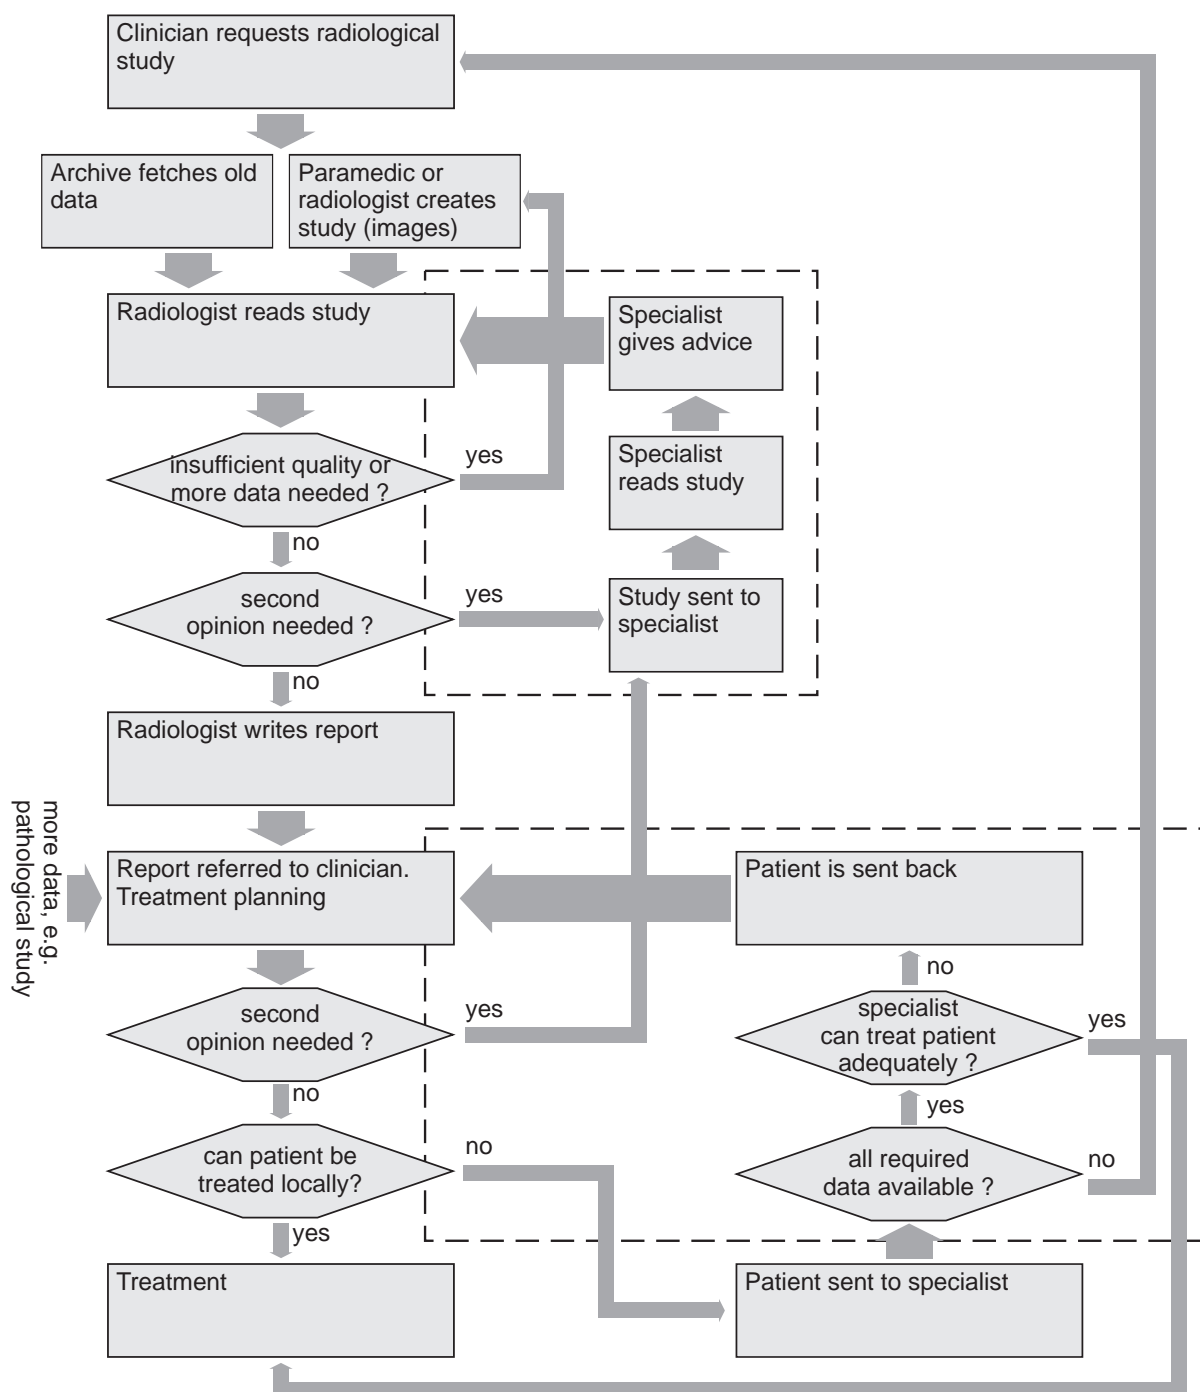 Clinician requests radiological
study
Archive fetches old
data
Paramedic or
radiologist creates
study (images)
Radiologist reads study
Specialist
gives advice
insufficient quality or
more data needed ?
yes
Specialist
reads study
no
second
opinion needed ?
yes
Study sent to
specialist
no
Radiologist writes report
more data, e.g.
pathological study
Report referred to clinician.
Treatment planning
Patient is sent back
no
second
opinion needed ?
yes
specialist
can treat patient
adequately ?
yes
no
yes
can patient be
treated locally?
no
all required
data available ?
no
yes
Treatment
Patient sent to specialist